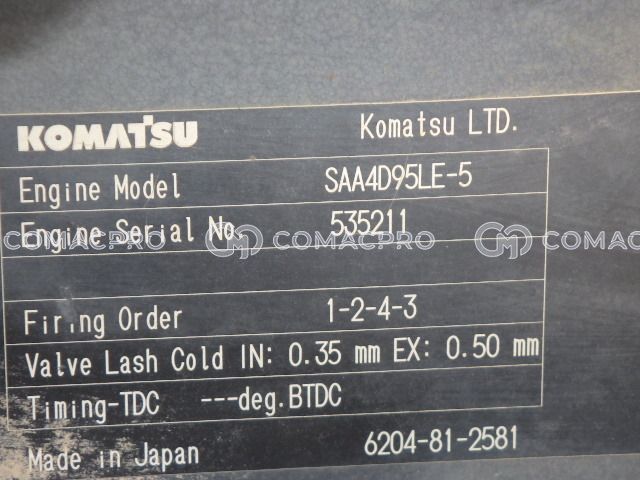 KOMATSU Komatsu LTD.
Engine Model SAA4D95LE-5
Engine Serial No. 535211
COMACPRO COMACPRO COMACPRO
Firing Order 1-2-4-3
Valve Lash Cold IN: 0.35 mm EX: 0.50 mm
Timing-TDC ---deg.BTDC
Made in Japan 6204-81-2581